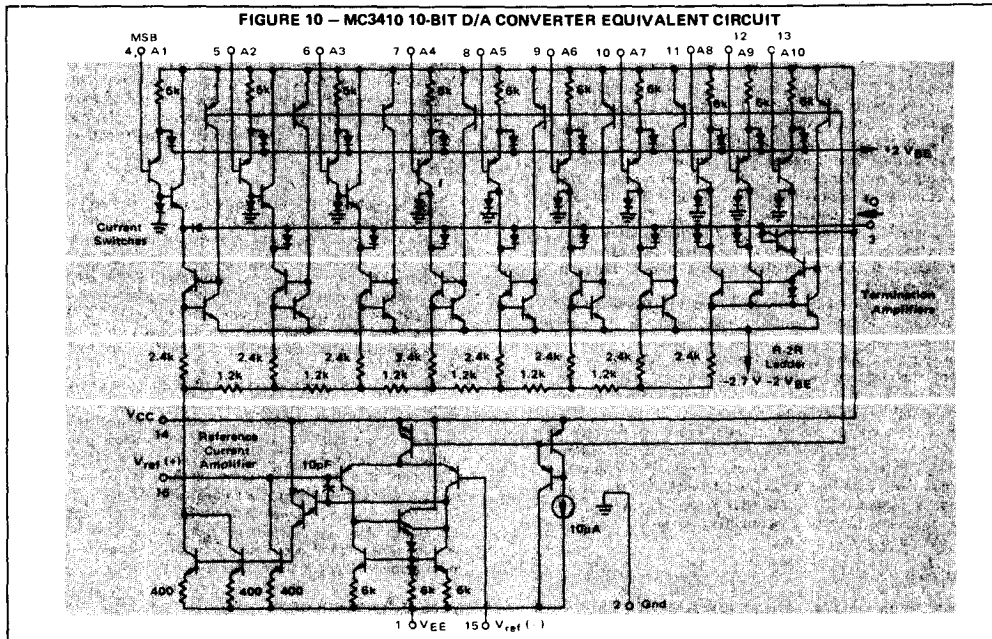 FIGURE 10 – MC3410 10-BIT D/A CONVERTER EQUIVALENT CIRCUIT
MSB
4 A1 5 A2 6 A3 7 A4 8 A5 9 A6 10 A7 11 A8 12 A9 13 A10
6k 6k 6k 6k 6k 6k 6k 6k 6k
+2 VBE
IO
3
Current
Switches
Termination
Amplifiers
2.4k 2.4k 2.4k 2.4k 2.4k 2.4k 2.4k 2.4k
1.2k 1.2k 1.2k 1.2k 1.2k 1.2k
R-2R
Ladder
-2.7 V -2 VBE
VCC
14
Reference
Current
Amplifier
Vref (+)
16
10pF
10µA
400 400 400 6k 6k 6k
1 VEE 15 Vref (-) 2 Gnd